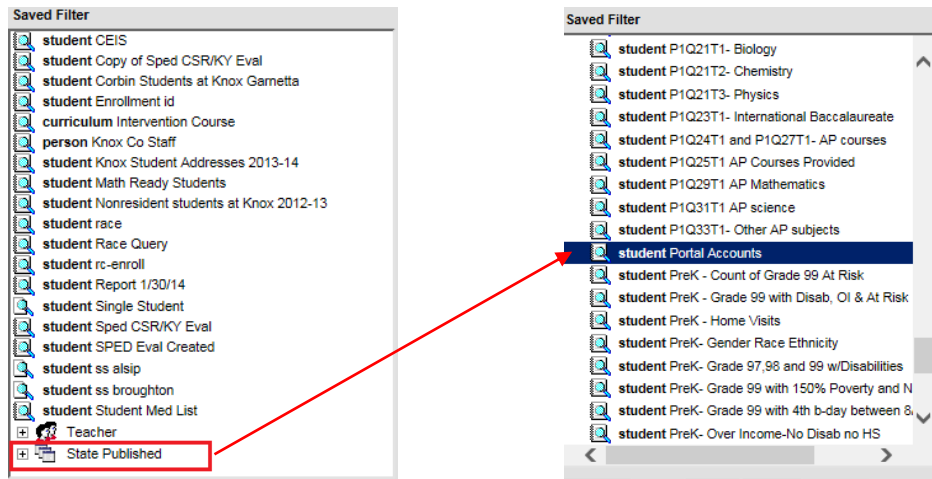 Saved Filter
student CEIS
student Copy of Sped CSR/KY Eval
student Corbin Students at Knox Garnetta
student Enrollment id
curriculum Intervention Course
person Knox Co Staff
student Knox Student Addresses 2013-14
student Math Ready Students
student Nonresident students at Knox 2012-13
student race
student Race Query
student rc-enroll
student Report 1/30/14
student Single Student
student Sped CSR/KY Eval
student SPED Eval Created
student ss alsip
student ss broughton
student Student Med List
Teacher
State Published
Saved Filter
student P1Q21T1- Biology
student P1Q21T2- Chemistry
student P1Q21T3- Physics
student P1Q23T1- International Baccalaureate
student P1Q24T1 and P1Q27T1- AP courses
student P1Q25T1 AP Courses Provided
student P1Q29T1 AP Mathematics
student P1Q31T1 AP science
student P1Q33T1- Other AP subjects
student Portal Accounts
student PreK - Count of Grade 99 At Risk
student PreK - Grade 99 with Disab, OI & At Risk
student PreK - Home Visits
student PreK- Gender Race Ethnicity
student PreK- Grade 97,98 and 99 w/Disabilities
student PreK- Grade 99 with 150% Poverty and N
student PreK- Grade 99 with 4th b-day between 8/
student PreK- Over Income-No Disab no HS